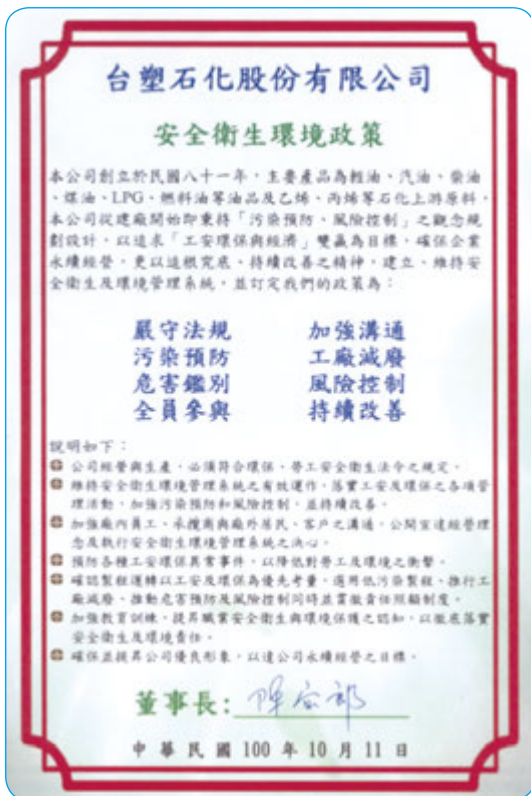 台塑石化股份有限公司
安全衛生環境政策
本公司創立於民國八十一年，主要產品為輕油、汽油、柴油
、煤油、LPG、燃料油等油品及乙烯、丙烯等石化上游原料，
本公司從建廠開始即秉持「污染預防、風險控制」之觀念規
劃設計，以追求「工安環保與經濟」雙贏為目標，確保企業
永續經營，更以追根究底、持續改善之精神，建立、維持安
全衛生及環境管理系統，並訂定我們的政策為：
嚴守法規 加強溝通
污染預防 工廠減廢
危害鑑別 風險控制
全員參與 持續改善
說明如下：
公司經營與生產，必須符合環保、勞工安全衛生法令之規定。
維持安全衛生環境管理系統之有效運作，落實工安及環保之各項管
理活動，加強污染預防和風險控制，並持續改善。
加強廠內員工、承攬商與廠外居民、客戶之溝通，公開宣達經營理
念及執行安全衛生環境管理系統之決心。
預防各種工安環保異常事件，以降低對勞工及環境之衝擊。
確認製程運轉以工安及環保為優先考量，選用低污染製程、推行工
廠減廢、推動危害預防及風險控制同時並貫徹責任照顧制度。
加強教育訓練，提昇職業安全衛生與環境保護之認知，以徹底落實
安全衛生及環境責任。
確保並提昇公司優良形象，以達公司永續經營之目標。
董事長：
中華民國100年10月11日